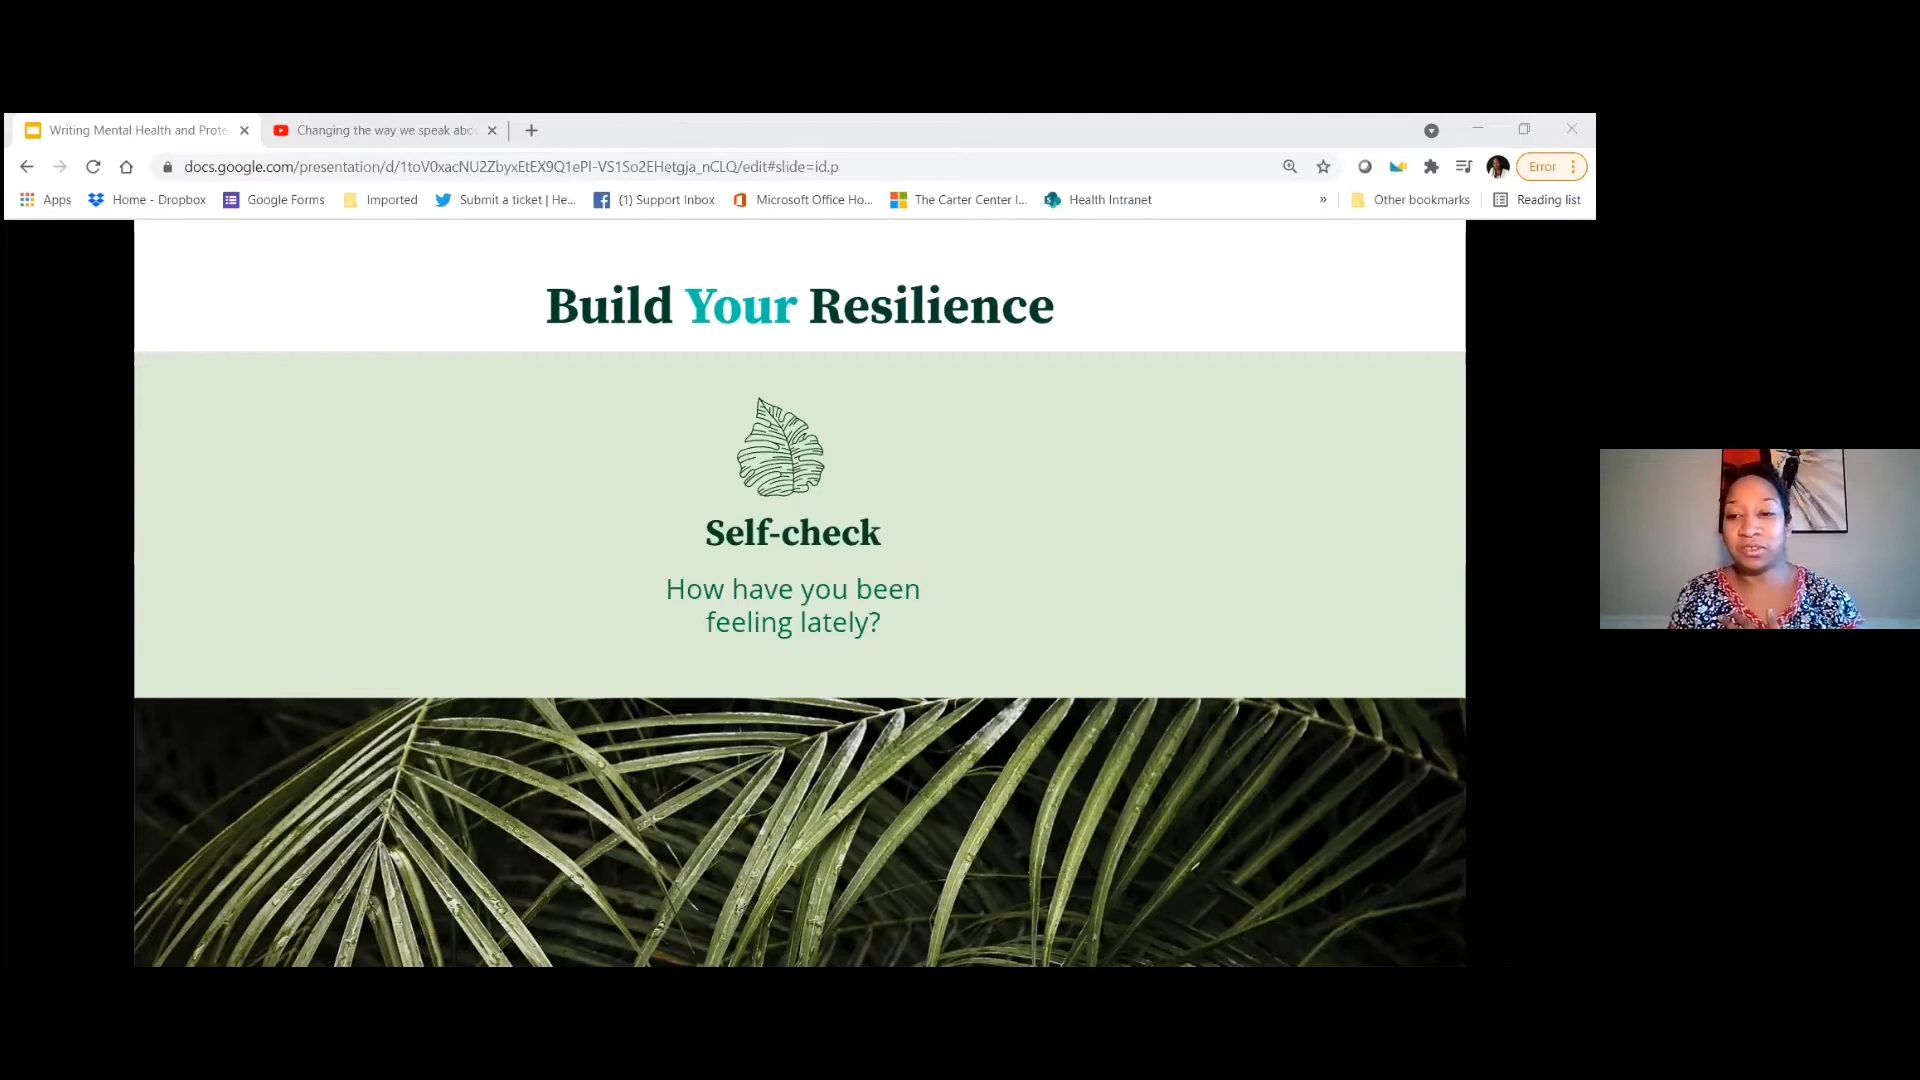 Writing Mental Health and Prote
Changing the way we speak abo
docs.google.com/presentation/d/1toV0xacNU2ZbyxEtEX9Q1ePI-VS1So2EHetgja_nCLQ/edit#slide=id.p
Error
Apps
Home - Dropbox
Google Forms
Imported
Submit a ticket | He...
(1) Support Inbox
Microsoft Office Ho...
The Carter Center I...
Health Intranet
»
Other bookmarks
Reading list
Build Your Resilience
Self-check
How have you been
feeling lately?